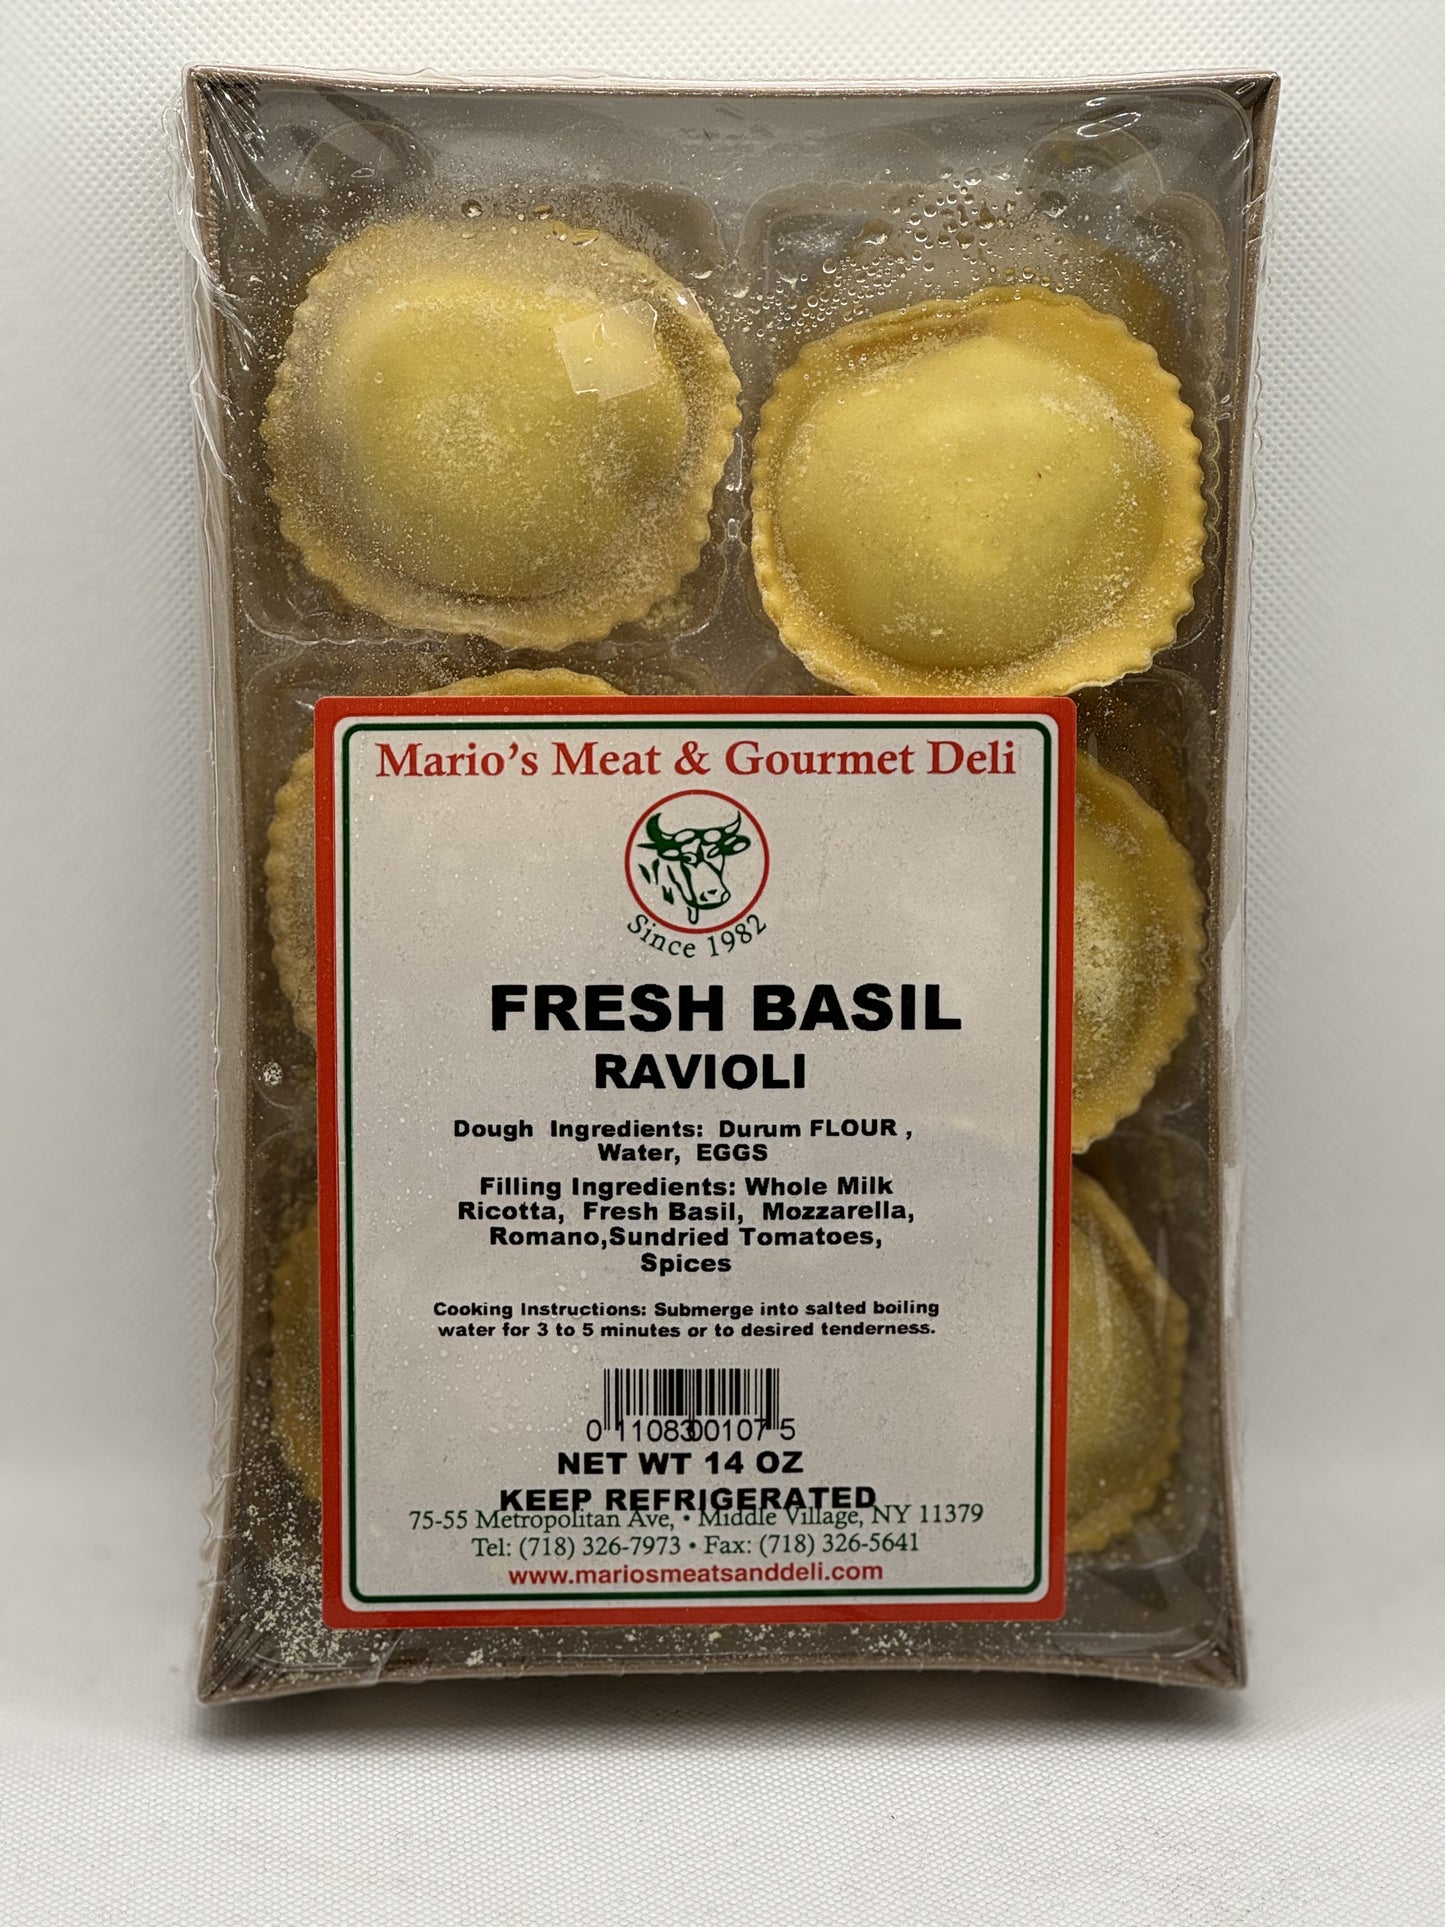 Mario's Meat & Gourmet Deli
Since 1982
FRESH BASIL
RAVIOLI
Dough Ingredients: Durum FLOUR ,
Water, EGGS
Filling Ingredients: Whole Milk
Ricotta, Fresh Basil, Mozzarella,
Romano,Sundried Tomatoes,
Spices
Cooking Instructions: Submerge into salted boiling
water for 3 to 5 minutes or to desired tenderness.
0 11083 00107 5
NET WT 14 OZ
KEEP REFRIGERATED
75-55 Metropolitan Ave, • Middle Village, NY 11379
Tel: (718) 326-7973 • Fax: (718) 326-5641
www.mariosmeatsanddeli.com